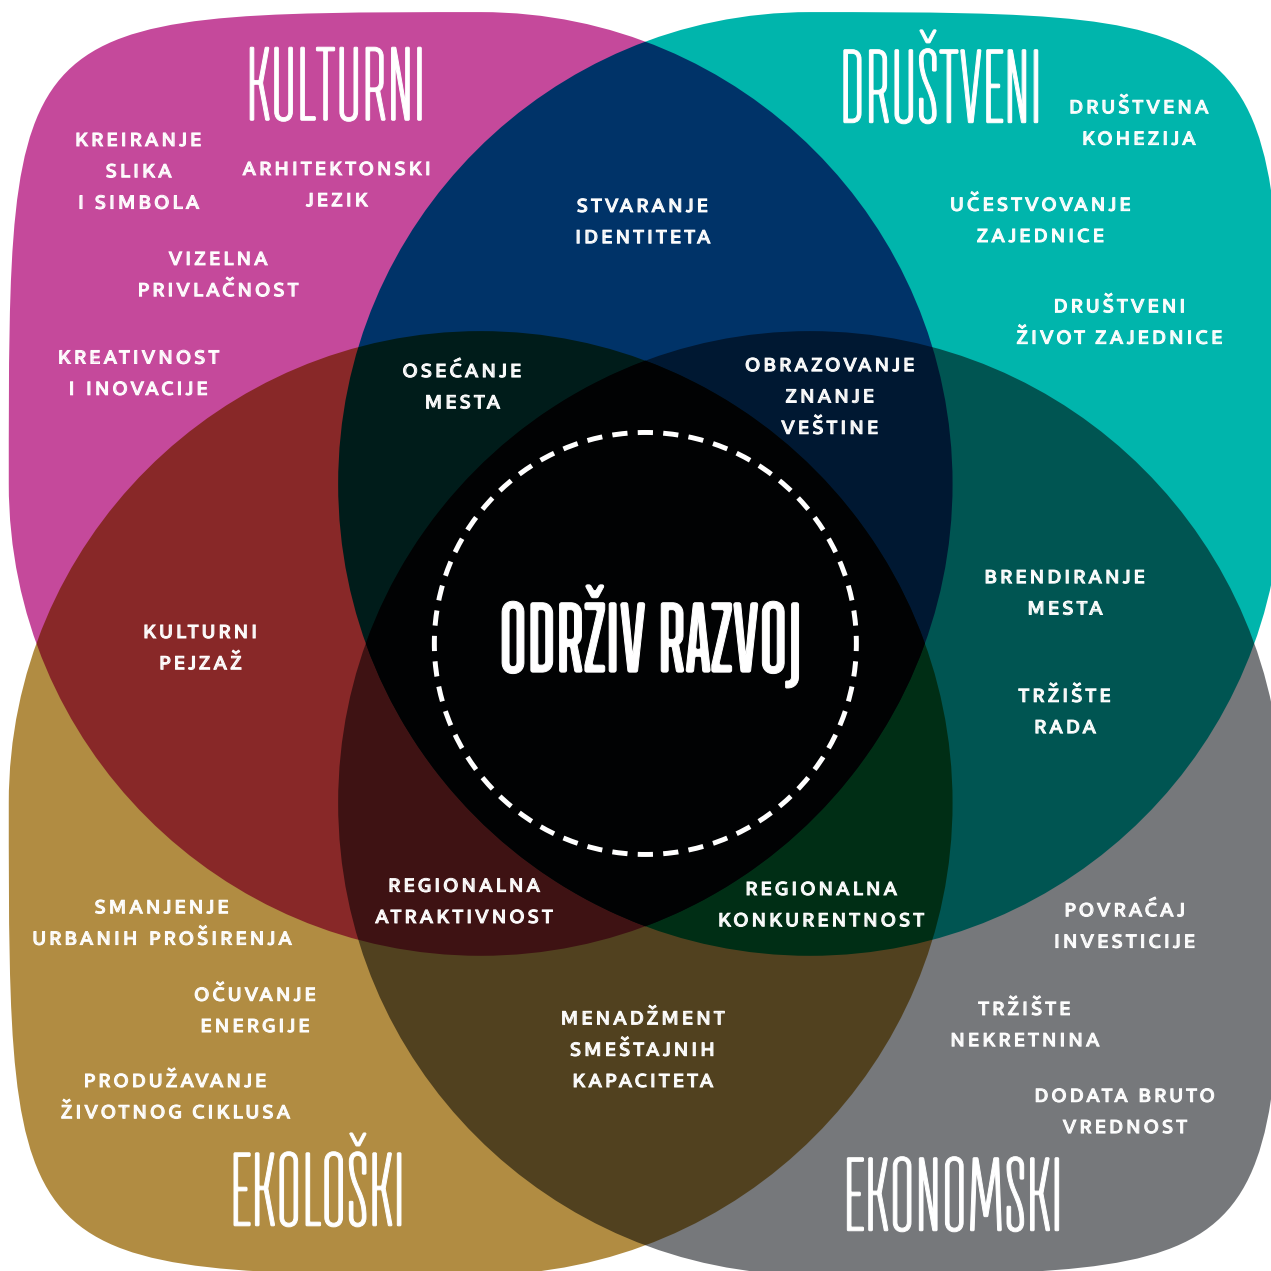 KULTURNI
KREIRANJE
SLIKA
I SIMBOLA
ARHITEKTONSKI
JEZIK
VIZELNA
PRIVLAČNOST
KREATIVNOST
I INOVACIJE
STVARANJE
IDENTITETA
DRUŠTVENI
DRUŠTVENA
KOHEZIJA
UČESTVOVANJE
ZAJEDNICE
DRUŠTVENI
ŽIVOT ZAJEDNICE
OSEĆANJE
MESTA
OBRAZOVANJE
ZNANJE
VEŠTINE
KULTURNI
PEJZAŽ
ODRŽIV RAZVOJ
BRENDIRANJE
MESTA
TRŽIŠTE
RADA
REGIONALNA
ATRAKTIVNOST
REGIONALNA
KONKURENTNOST
SMANJENJE
URBANIH PROŠIRENJA
OČUVANJE
ENERGIJE
PRODUŽAVANJE
ŽIVOTNOG CIKLUSA
EKOLOŠKI
MENADŽMENT
SMEŠTAJNIH
KAPACITETA
POVRAĆAJ
INVESTICIJE
TRŽIŠTE
NEKRETNINA
DODATA BRUTO
VREDNOST
EKONOMSKI